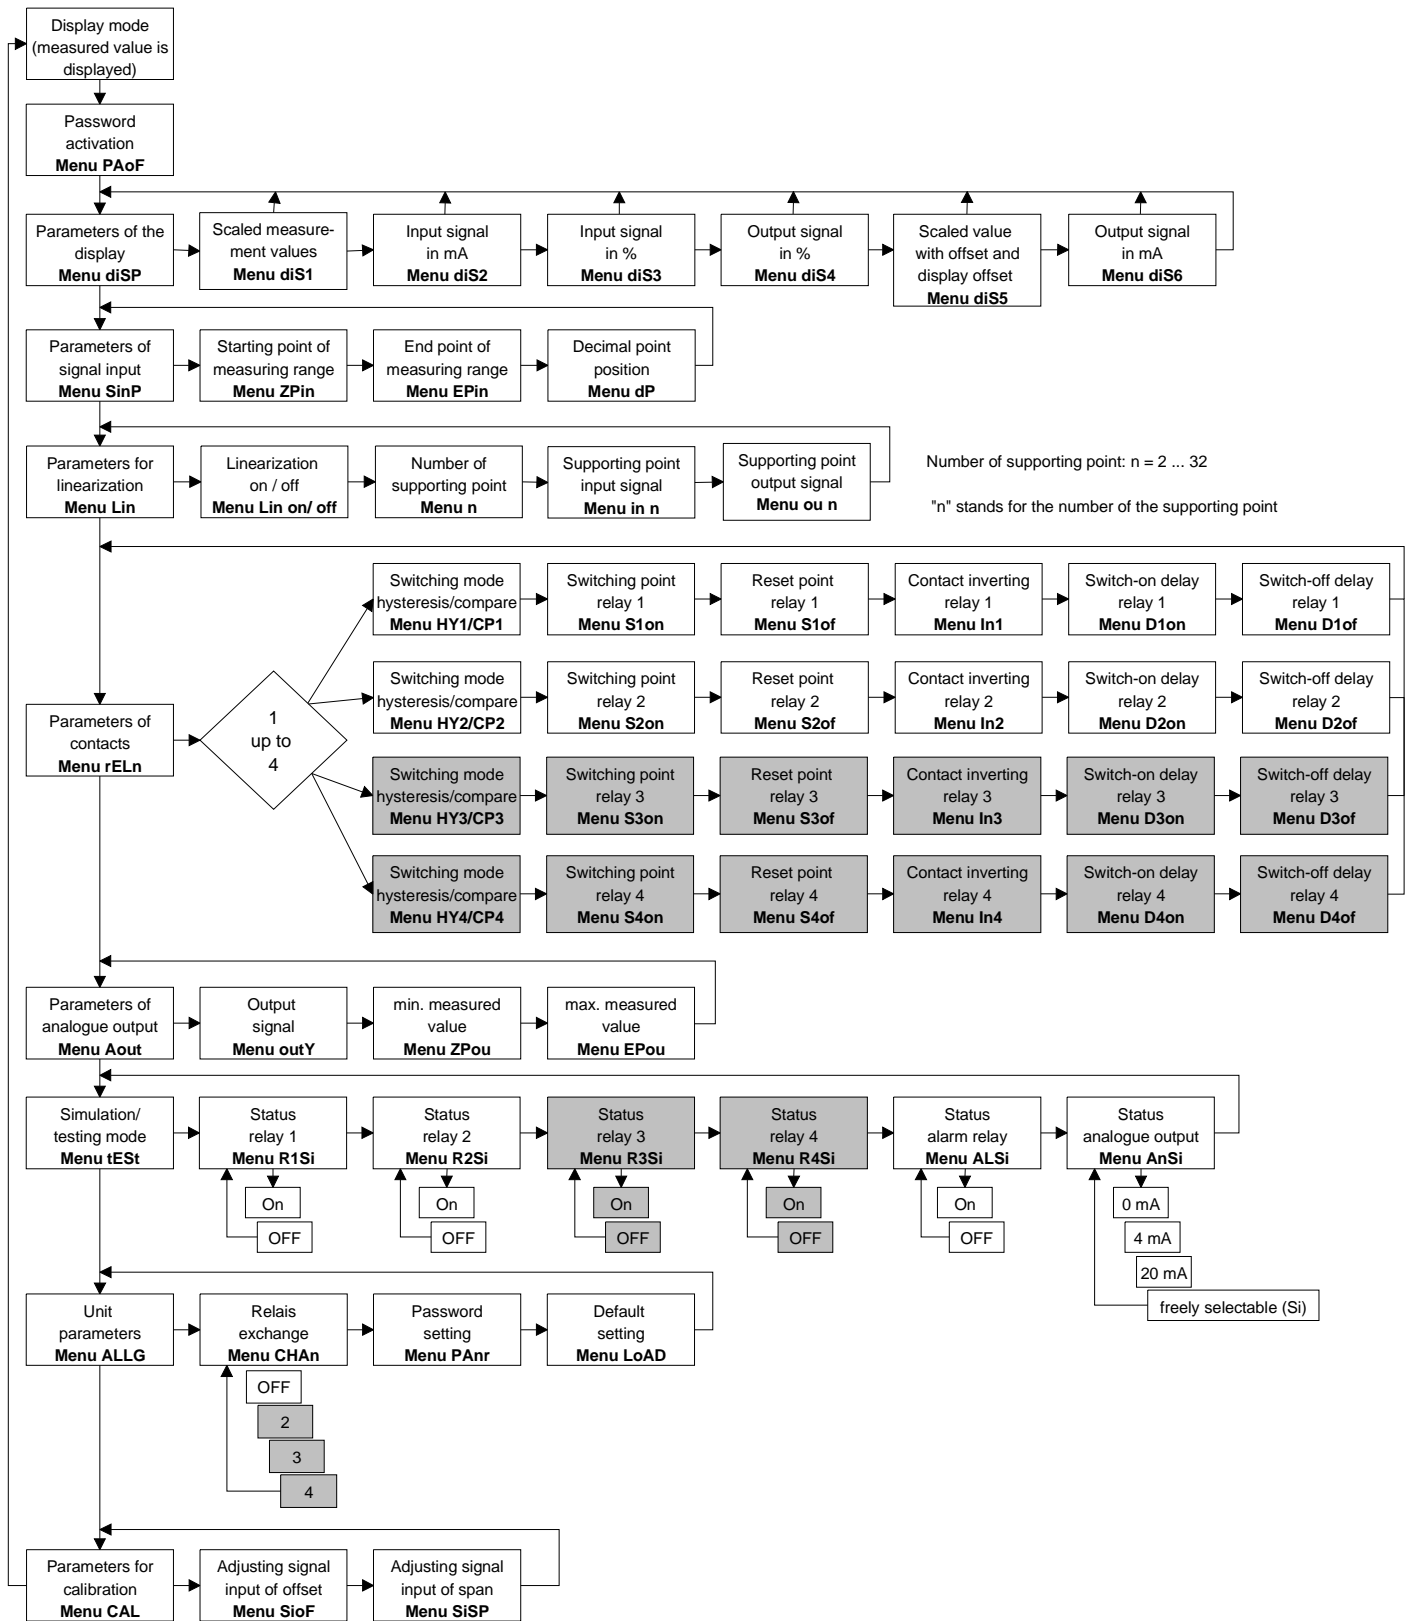 Display mode
(measured value is
displayed)
Password
activation
Menu PAoF
Parameters of the
display
Menu diSP
Scaled measure-
ment values
Menu diS1
Input signal
in mA
Menu diS2
Input signal
in %
Menu diS3
Output signal
in %
Menu diS4
Scaled value
with offset and
display offset
Menu diS5
Output signal
in mA
Menu diS6
Parameters of
signal input
Menu SinP
Starting point of
measuring range
Menu ZPin
End point of
measuring range
Menu EPin
Decimal point
position
Menu dP
Parameters for
linearization
Menu Lin
Linearization
on / off
Menu Lin on/ off
Number of
supporting point
Menu n
Supporting point
input signal
Menu in n
Supporting point
output signal
Menu ou n
Number of supporting point: n = 2 ... 32
"n" stands for the number of the supporting point
Parameters of
contacts
Menu rELn
1
up to
4
Switching mode
hysteresis/compare
Menu HY1/CP1
Switching point
relay 1
Menu S1on
Reset point
relay 1
Menu S1of
Contact inverting
relay 1
Menu In1
Switch-on delay
relay 1
Menu D1on
Switch-off delay
relay 1
Menu D1of
Switching mode
hysteresis/compare
Menu HY2/CP2
Switching point
relay 2
Menu S2on
Reset point
relay 2
Menu S2of
Contact inverting
relay 2
Menu In2
Switch-on delay
relay 2
Menu D2on
Switch-off delay
relay 2
Menu D2of
Switching mode
hysteresis/compare
Menu HY3/CP3
Switching point
relay 3
Menu S3on
Reset point
relay 3
Menu S3of
Contact inverting
relay 3
Menu In3
Switch-on delay
relay 3
Menu D3on
Switch-off delay
relay 3
Menu D3of
Switching mode
hysteresis/compare
Menu HY4/CP4
Switching point
relay 4
Menu S4on
Reset point
relay 4
Menu S4of
Contact inverting
relay 4
Menu In4
Switch-on delay
relay 4
Menu D4on
Switch-off delay
relay 4
Menu D4of
Parameters of
analogue output
Menu Aout
Output
signal
Menu outY
min. measured
value
Menu ZPou
max. measured
value
Menu EPou
Simulation/
testing mode
Menu tESt
Status
relay 1
Menu R1Si
On
OFF
Status
relay 2
Menu R2Si
On
OFF
Status
relay 3
Menu R3Si
On
OFF
Status
relay 4
Menu R4Si
On
OFF
Status
alarm relay
Menu ALSi
On
OFF
Status
analogue output
Menu AnSi
0 mA
4 mA
20 mA
freely selectable (Si)
Unit
parameters
Menu ALLG
Relais
exchange
Menu CHAn
OFF
2
3
4
Password
setting
Menu PAnr
Default
setting
Menu LoAD
Parameters for
calibration
Menu CAL
Adjusting signal
input of offset
Menu SioF
Adjusting signal
input of span
Menu SiSP